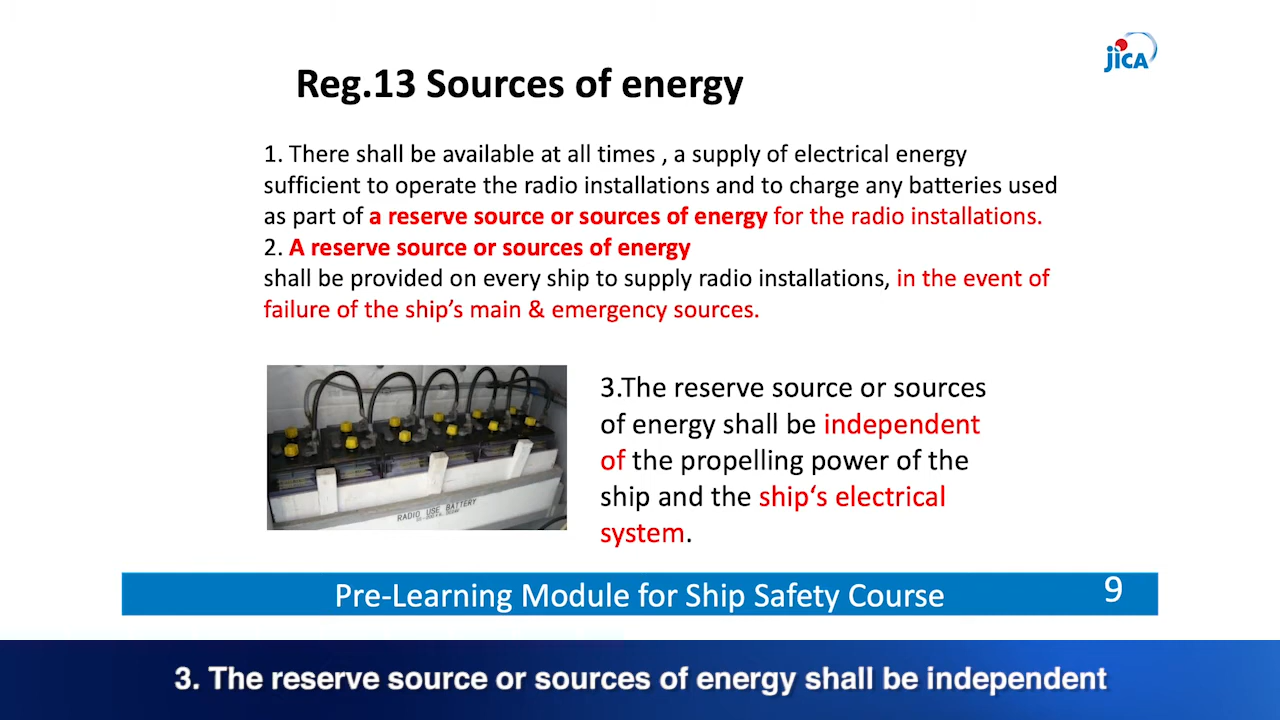 JICA
Reg.13 Sources of energy
1. There shall be available at all times , a supply of electrical energy
sufficient to operate the radio installations and to charge any batteries used
as part of a reserve source or sources of energy for the radio installations.
2. A reserve source or sources of energy
shall be provided on every ship to supply radio installations, in the event of
failure of the ship’s main & emergency sources.
3.The reserve source or sources
of energy shall be independent
of the propelling power of the
ship and the ship‘s electrical
system.
RADIO USE BATTERY
Pre-Learning Module for Ship Safety Course
9
3. The reserve source or sources of energy shall be independent